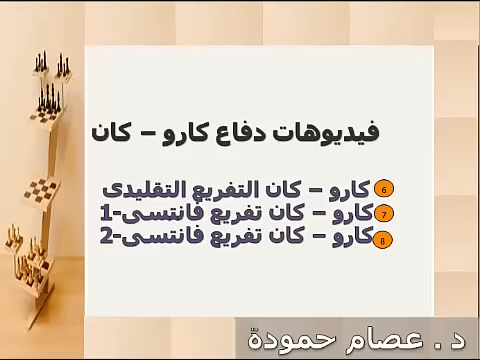 فيديوهات دفاع كارو – كان
6 كارو – كان التفريع التقليدى
7 كارو – كان تفريع فانتسى-1
8 كارو – كان تفريع فانتسى-2
د . عصام حمودة